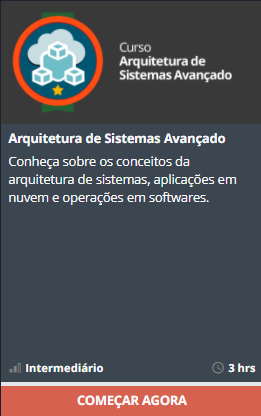 Curso
Arquitetura de
Sistemas Avançado
Arquitetura de Sistemas Avançado
Conheça sobre os conceitos da
arquitetura de sistemas, aplicações em
nuvem e operações em softwares.
Intermediário
3 hrs
COMEÇAR AGORA